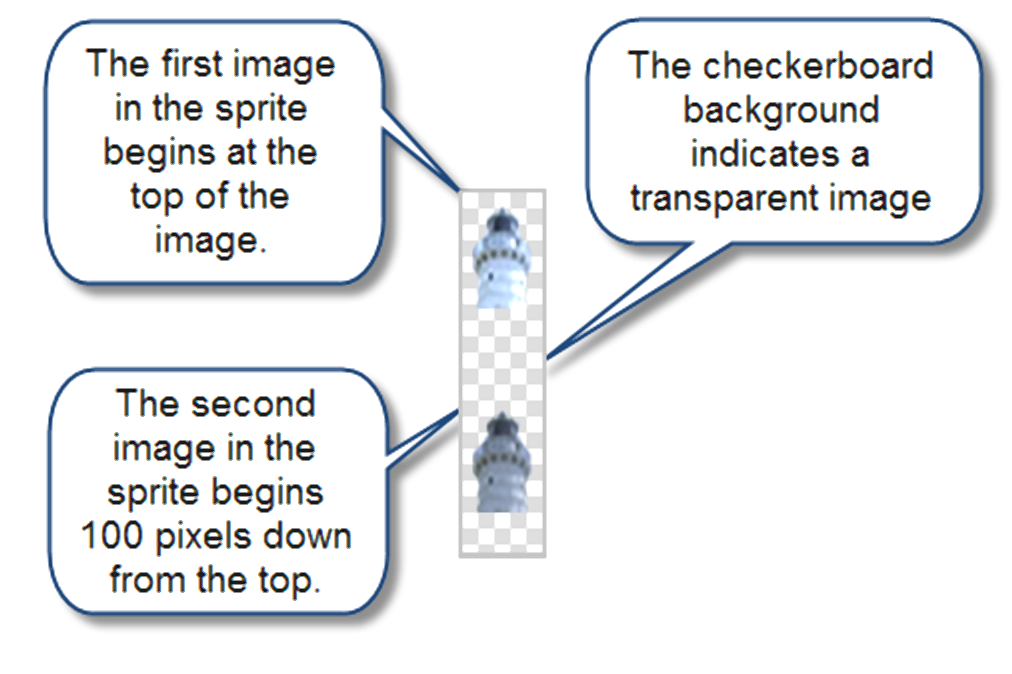 The first image
in the sprite
begins at the
top of the
image.
The checkerboard
background
indicates a
transparent image
The second
image in the
sprite begins
100 pixels down
from the top.